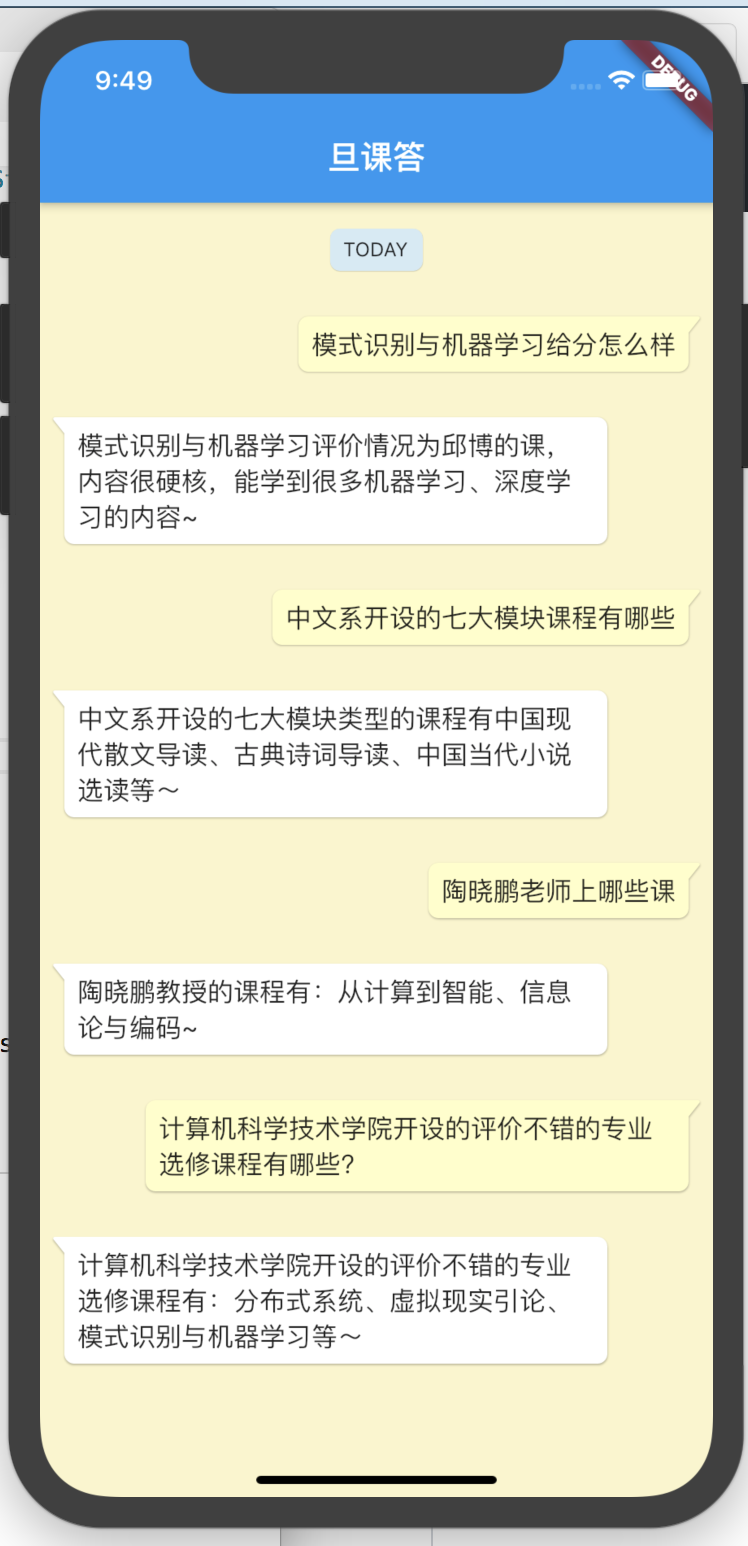 9:49
DEBUG
旦课答
TODAY
模式识别与机器学习给分怎么样
模式识别与机器学习评价情况为邱博的课,
内容很硬核，能学到很多机器学习、深度学
习的内容~
中文系开设的七大模块课程有哪些
中文系开设的七大模块类型的课程有中国现
代散文导读、古典诗词导读、中国当代小说
选读等～
陶晓鹏老师上哪些课
陶晓鹏教授的课程有：从计算到智能、信息
论与编码~
计算机科学技术学院开设的评价不错的专业
选修课程有哪些？
计算机科学技术学院开设的评价不错的专业
选修课程有：分布式系统、虚拟现实引论、
模式识别与机器学习等～